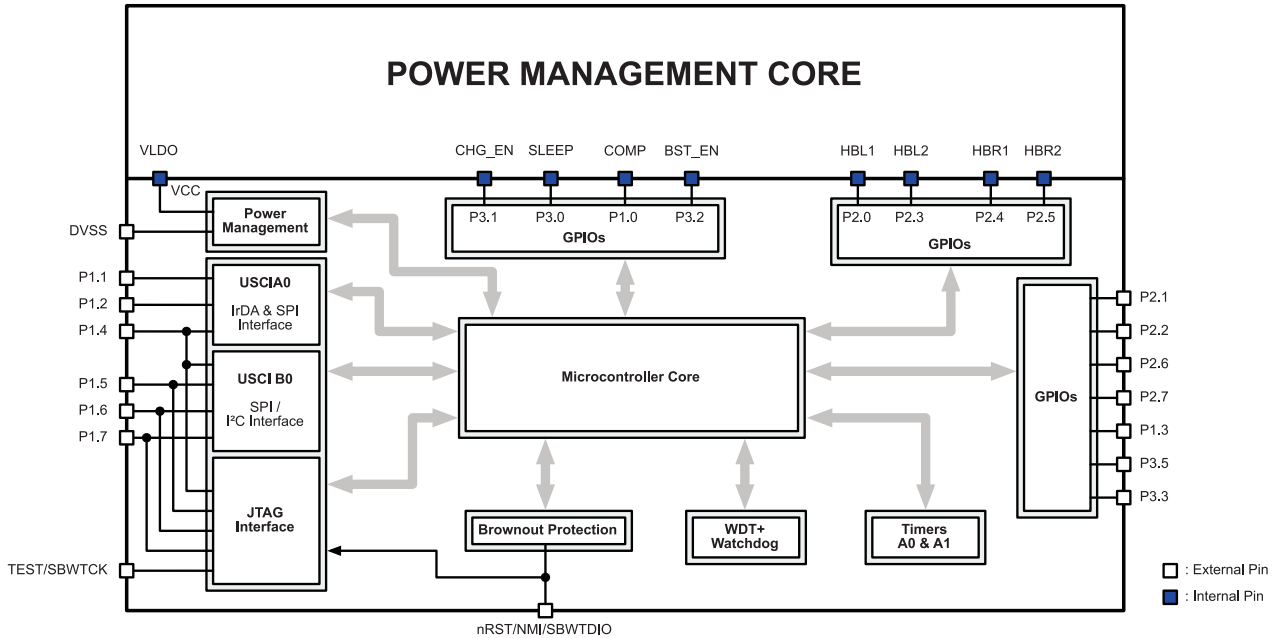 POWER MANAGEMENT CORE
VLDO
CHG_EN
SLEEP
COMP
BST_EN
HBL1
HBL2
HBR1
HBR2
VCC
P3.1
P3.0
P1.0
P3.2
GPIOs
P2.0
P2.3
P2.4
P2.5
GPIOs
Power
Management
DVSS
P1.1
P1.2
P1.4
P1.5
P1.6
P1.7
TEST/SBWTCK
USCIA0
IrDA & SPI
Interface
USCI B0
SPI /
I²C Interface
JTAG
Interface
Microcontroller Core
Brownout Protection
WDT+
Watchdog
Timers
A0 & A1
GPIOs
P2.1
P2.2
P2.6
P2.7
P1.3
P3.5
P3.3
nRST/NMI/SBWTDIO
: External Pin
: Internal Pin